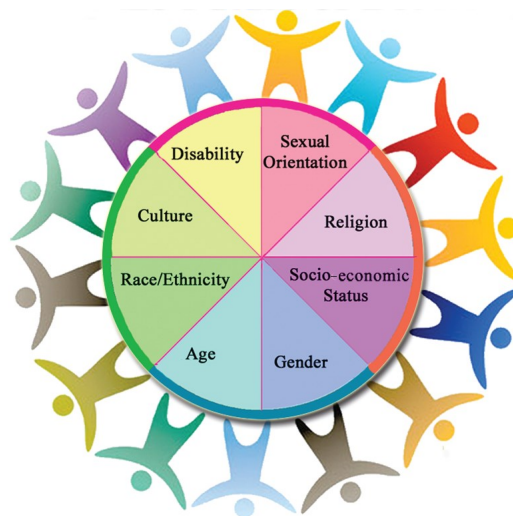 Disability
Sexual
Orientation
Culture
Religion
Race/Ethnicity
Socio-economic
Status
Age
Gender